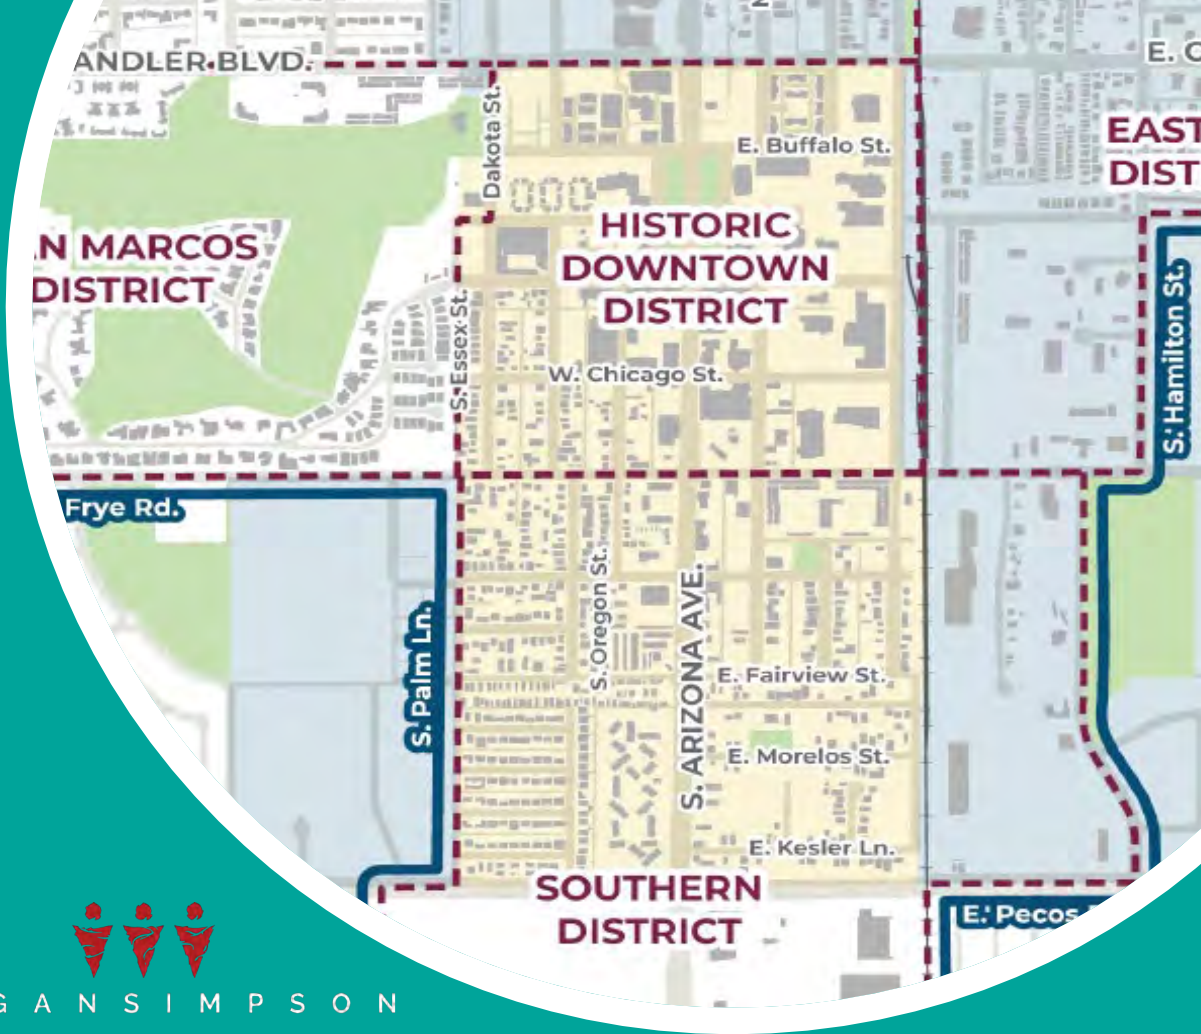 ANDLER BLVD.
E. C
Dakota St.
E. Buffalo St.
EAST
DIST
HISTORIC
DOWNTOWN
DISTRICT
N MARCOS
DISTRICT
S. Essex St.
S. Hamilton St.
W. Chicago St.
Frye Rd.
S. Oregon St.
S. ARIZONA AVE.
S. Palm Ln.
E. Fairview St.
E. Morelos St.
E. Kesler Ln.
SOUTHERN
DISTRICT
E. Pecos
GANSIMPSON